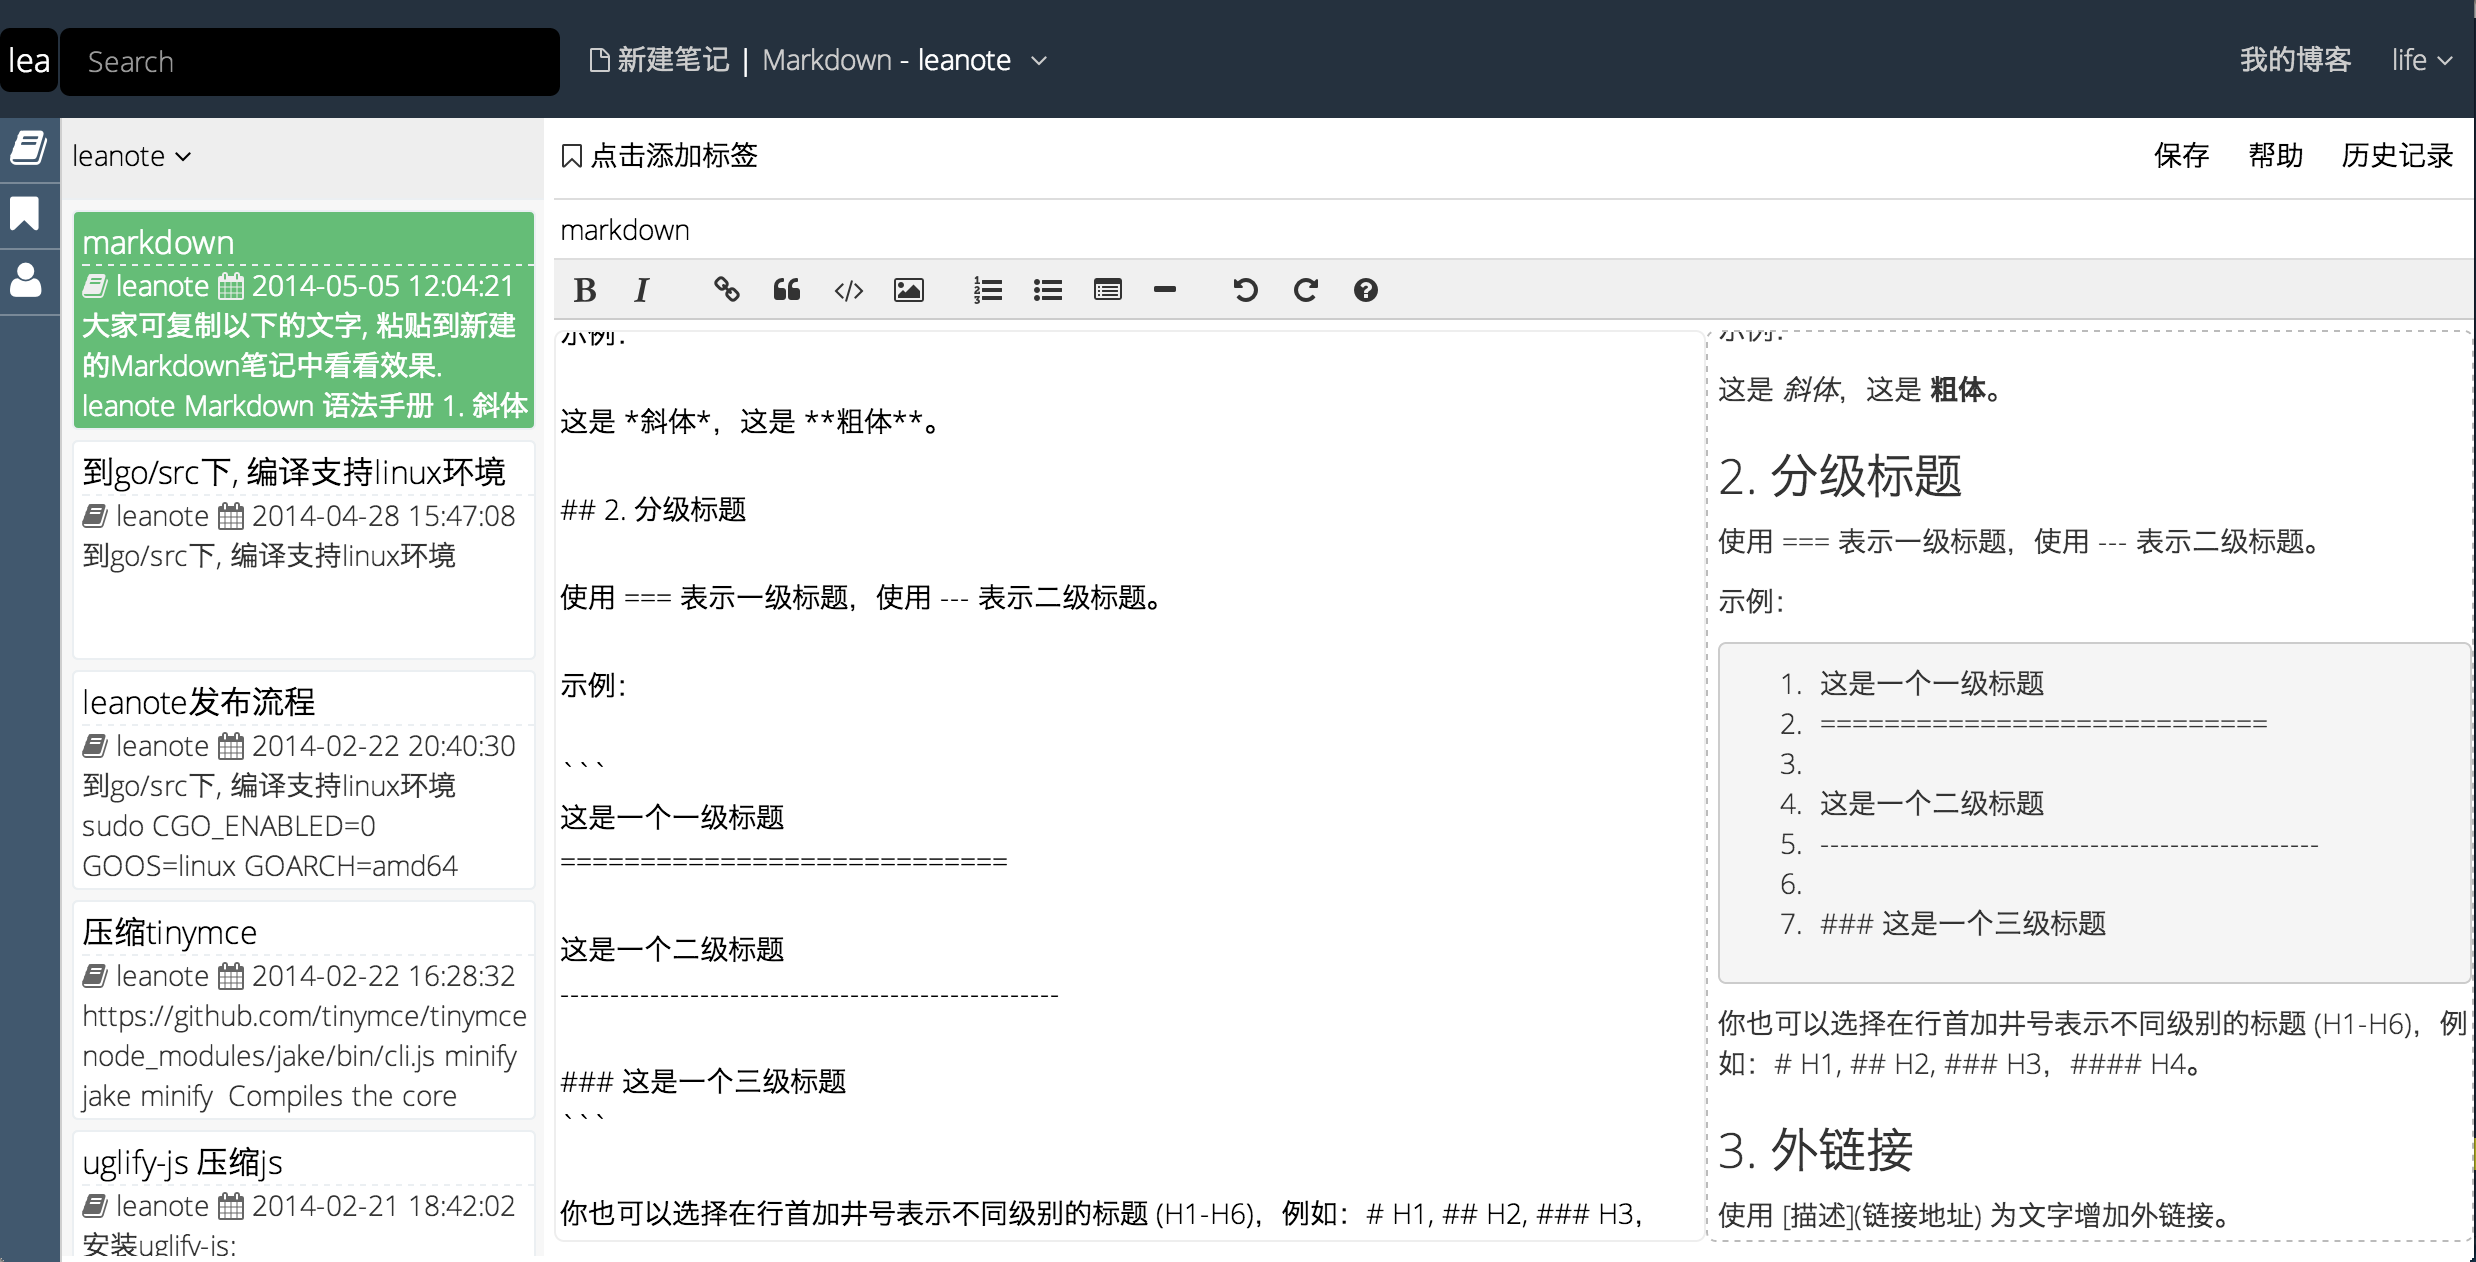 lea
Search
新建笔记 | Markdown - leanote
我的博客
life
leanote
markdown
leanote 2014-05-05 12:04:21
大家可复制以下的文字, 粘贴到新建
的Markdown笔记中看看效果.
leanote Markdown 语法手册 1. 斜体
到go/src下, 编译支持linux环境
leanote 2014-04-28 15:47:08
到go/src下, 编译支持linux环境
leanote发布流程
leanote 2014-02-22 20:40:30
到go/src下, 编译支持linux环境
sudo CGO_ENABLED=0
GOOS=linux GOARCH=amd64
压缩tinymce
leanote 2014-02-22 16:28:32
https://github.com/tinymce/tinymce
node_modules/jake/bin/cli.js minify
jake minify  Compiles the core
uglify-js 压缩js
leanote 2014-02-21 18:42:02
安装uglify-js:
点击添加标签
保存
帮助
历史记录
markdown
示例：
这是 *斜体*，这是 **粗体**。
## 2. 分级标题
使用 === 表示一级标题，使用 --- 表示二级标题。
示例：
```
这是一个一级标题
============================
这是一个二级标题
--------------------------------------------------
### 这是一个三级标题
```
你也可以选择在行首加井号表示不同级别的标题 (H1-H6)，例如：# H1, ## H2, ### H3，
示例：
这是 斜体，这是 粗体。
2. 分级标题
使用 === 表示一级标题，使用 --- 表示二级标题。
示例：
1. 这是一个一级标题
2. ============================
3.
4. 这是一个二级标题
5. --------------------------------------------------
6.
7. ### 这是一个三级标题
你也可以选择在行首加井号表示不同级别的标题 (H1-H6)，例
如：# H1, ## H2, ### H3，#### H4。
3. 外链接
使用 [描述](链接地址) 为文字增加外链接。